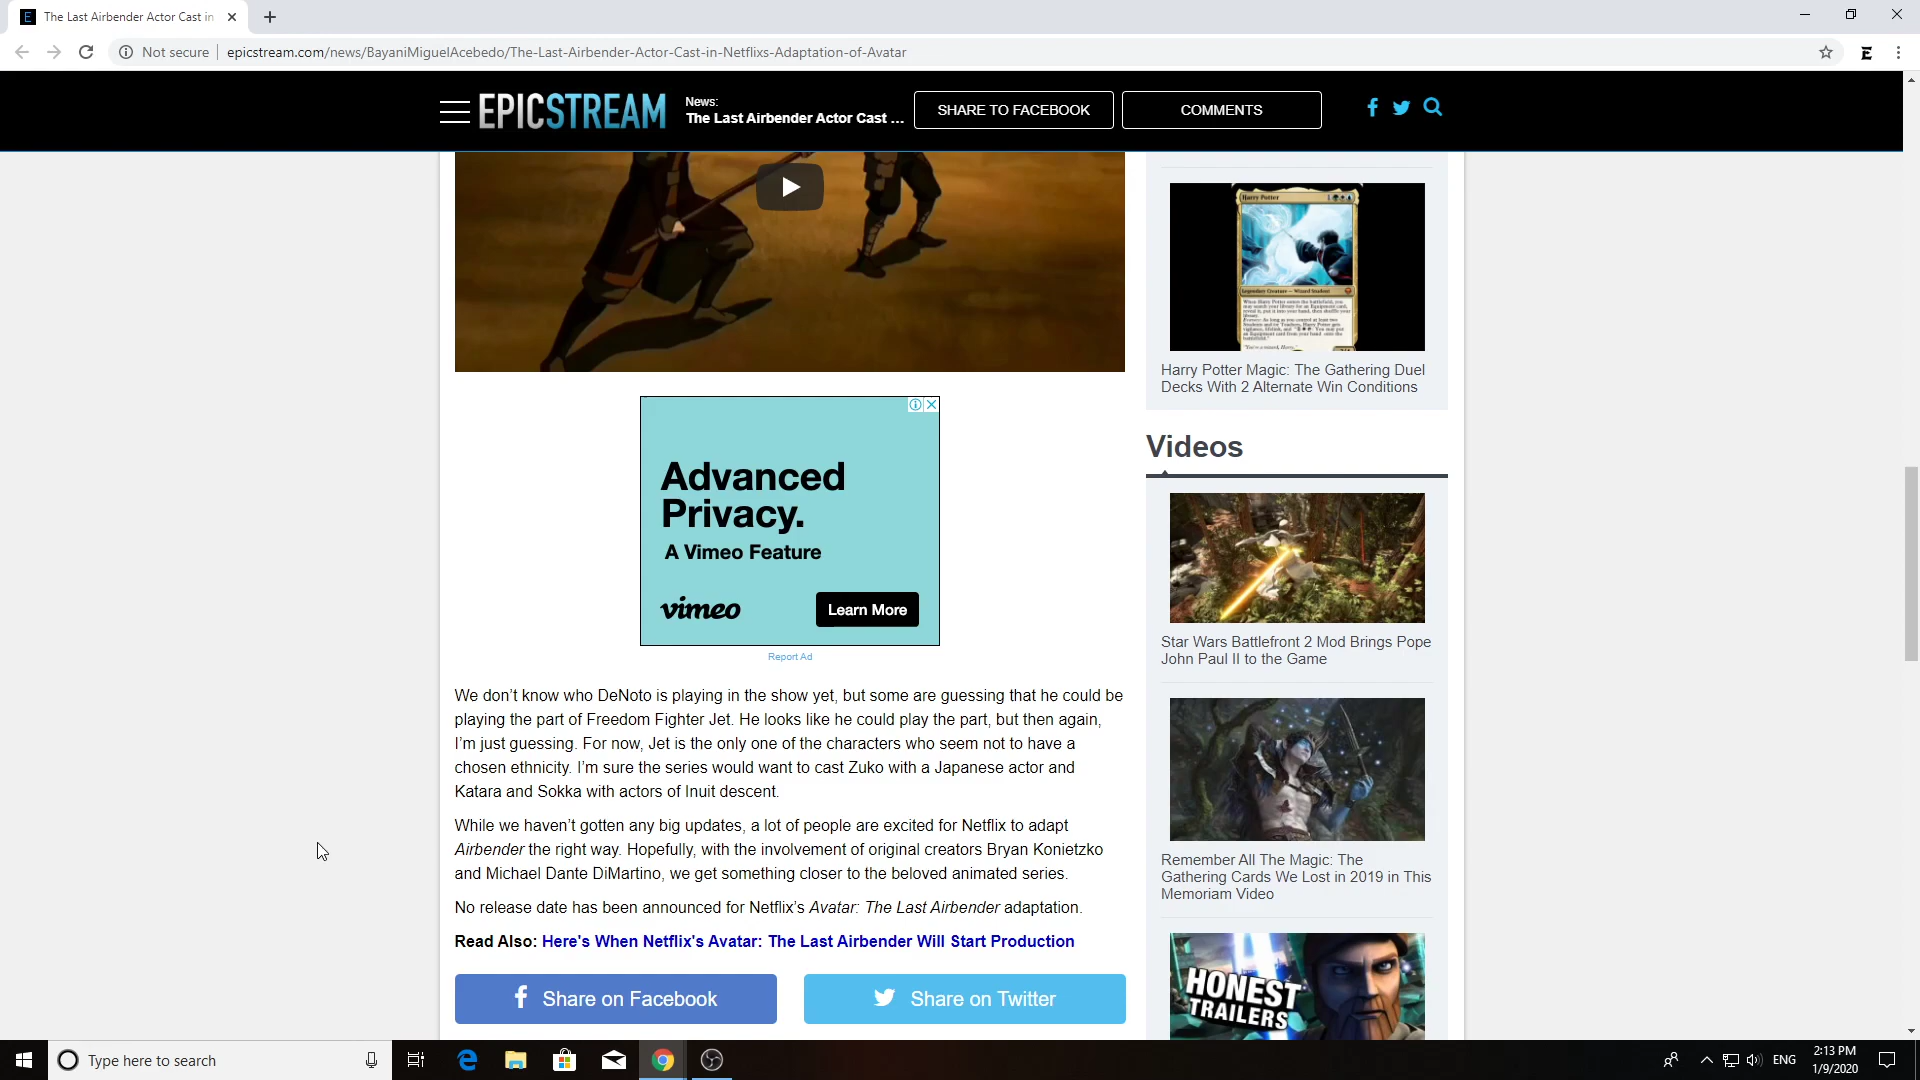 The Last Airbender Actor Cast in
Not secure
epicstream.com/news/BayaniMiguelAcebedo/The-Last-Airbender-Actor-Cast-in-Netflixs-Adaptation-of-Avatar
EPICSTREAM
News:
The Last Airbender Actor Cast ...
SHARE TO FACEBOOK
COMMENTS
Harry Potter
Legendary Creature — Wizard Student
Harry Potter Magic: The Gathering Duel
Decks With 2 Alternate Win Conditions
Advanced
Privacy.
A Vimeo Feature
vimeo
Learn More
Report Ad
Videos
Star Wars Battlefront 2 Mod Brings Pope
John Paul II to the Game
Remember All The Magic: The
Gathering Cards We Lost in 2019 in This
Memoriam Video
HONEST
TRAILERS
We don't know who DeNoto is playing in the show yet, but some are guessing that he could be
playing the part of Freedom Fighter Jet. He looks like he could play the part, but then again,
I'm just guessing. For now, Jet is the only one of the characters who seem not to have a
chosen ethnicity. I'm sure the series would want to cast Zuko with a Japanese actor and
Katara and Sokka with actors of Inuit descent.
While we haven't gotten any big updates, a lot of people are excited for Netflix to adapt
Airbender the right way. Hopefully, with the involvement of original creators Bryan Konietzko
and Michael Dante DiMartino, we get something closer to the beloved animated series.
No release date has been announced for Netflix's Avatar: The Last Airbender adaptation.
Read Also: Here's When Netflix's Avatar: The Last Airbender Will Start Production
Share on Facebook
Share on Twitter
Type here to search
ENG
2:13 PM
1/9/2020